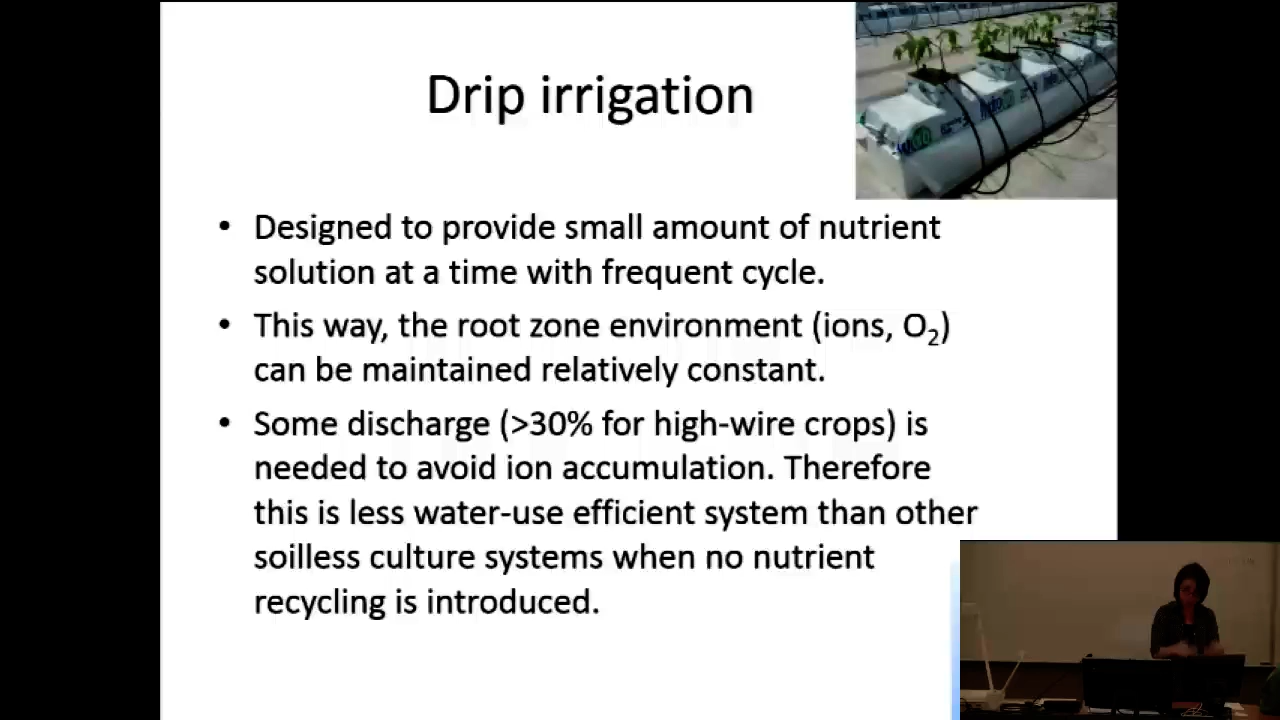 Drip irrigation
• Designed to provide small amount of nutrient
solution at a time with frequent cycle.
• This way, the root zone environment (ions, O₂)
can be maintained relatively constant.
• Some discharge (>30% for high-wire crops) is
needed to avoid ion accumulation. Therefore
this is less water-use efficient system than other
soilless culture systems when no nutrient
recycling is introduced.